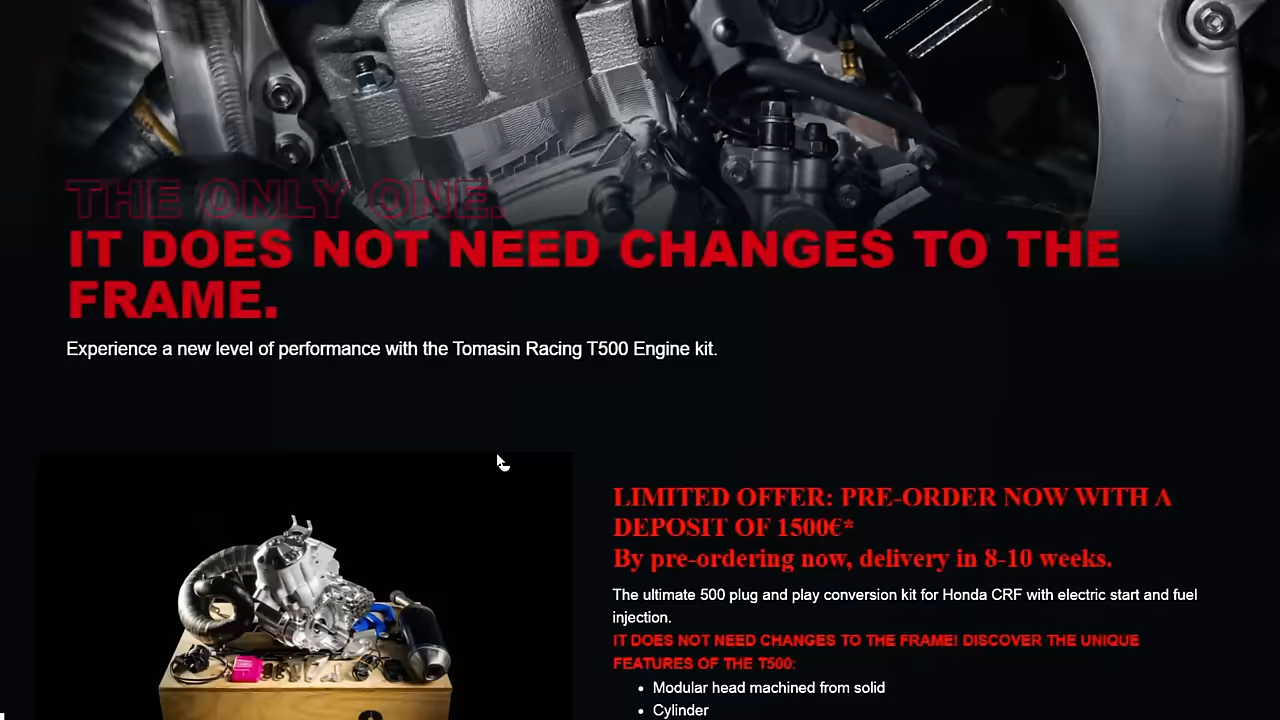 THE ONLY ONE.
IT DOES NOT NEED CHANGES TO THE
FRAME.
Experience a new level of performance with the Tomasin Racing T500 Engine kit.
LIMITED OFFER: PRE-ORDER NOW WITH A
DEPOSIT OF 1500€*
By pre-ordering now, delivery in 8-10 weeks.
The ultimate 500 plug and play conversion kit for Honda CRF with electric start and fuel
injection.
IT DOES NOT NEED CHANGES TO THE FRAME! DISCOVER THE UNIQUE
FEATURES OF THE T500:
• Modular head machined from solid
• Cylinder